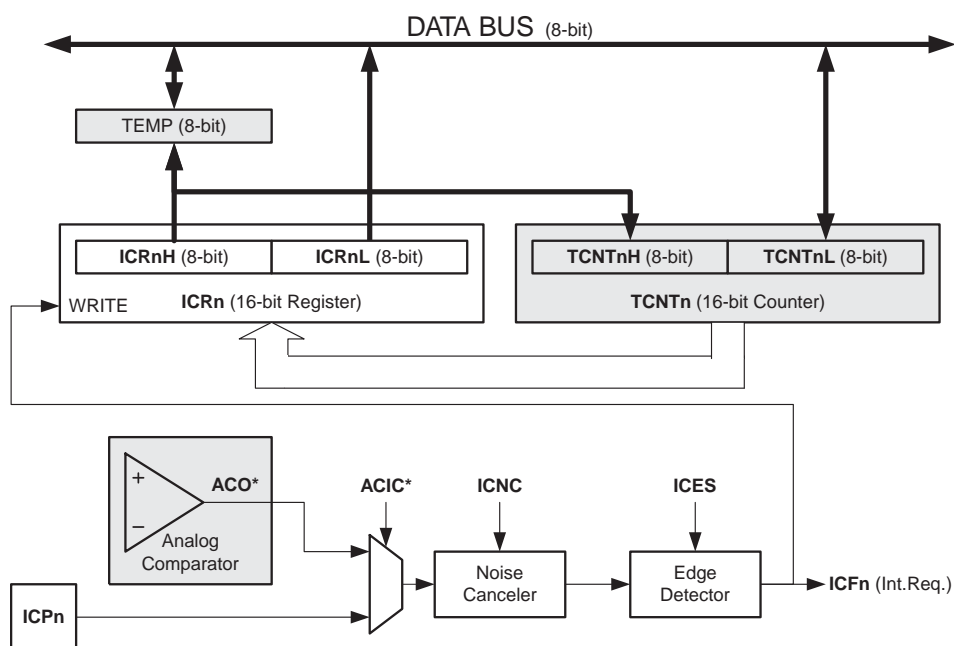 DATA BUS (8-bit)
TEMP (8-bit)
ICRnH (8-bit) ICRnL (8-bit) TCNTnH (8-bit) TCNTnL (8-bit)
WRITE ICRn (16-bit Register) TCNTn (16-bit Counter)
+ ACO* ACIC* ICNC ICES
−
Analog
Comparator
Noise
Canceler
Edge
Detector
ICFn (Int.Req.)
ICPn